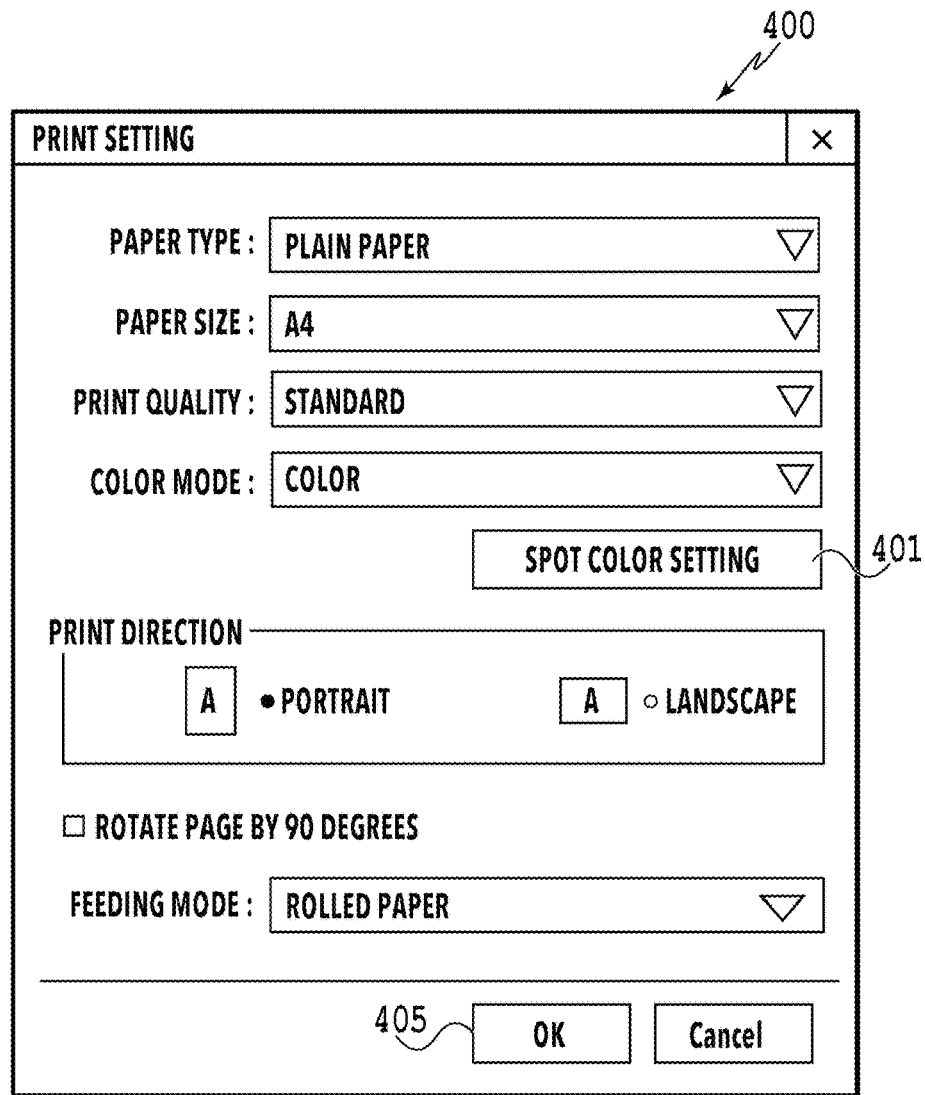 400
PRINT SETTING ×
PAPER TYPE : PLAIN PAPER
PAPER SIZE : A4
PRINT QUALITY : STANDARD
COLOR MODE : COLOR
SPOT COLOR SETTING 401
PRINT DIRECTION
A PORTRAIT A LANDSCAPE
ROTATE PAGE BY 90 DEGREES
FEEDING MODE : ROLLED PAPER
405 OK Cancel